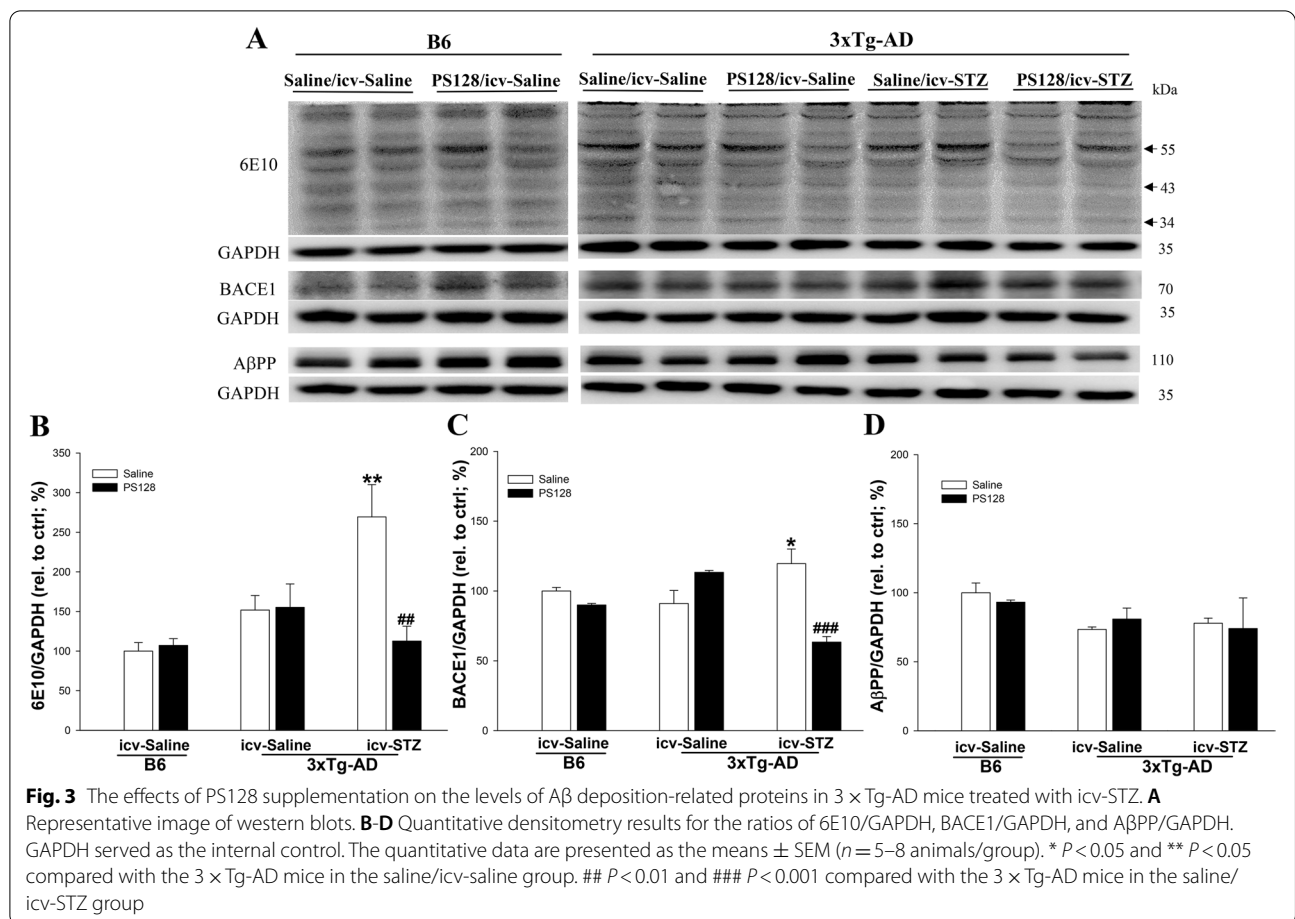 A
B6
3xTg-AD
Saline/icv-Saline PS128/icv-Saline Saline/icv-Saline PS128/icv-Saline Saline/icv-STZ PS128/icv-STZ
kDa
6E10
55
43
34
GAPDH 35
BACE1 70
GAPDH 35
AβPP 110
GAPDH 35
B
6E10/GAPDH (rel. to ctrl; %)
350
300
250
200
150
100
50
0
Saline
PS128
**
##
icv-Saline icv-Saline icv-STZ
B6 3xTg-AD
C
BACE1/GAPDH (rel. to ctrl; %)
200
150
100
50
0
Saline
PS128
*
###
icv-Saline icv-Saline icv-STZ
B6 3xTg-AD
D
AβPP/GAPDH (rel. to ctrl; %)
200
150
100
50
0
Saline
PS128
icv-Saline icv-Saline icv-STZ
B6 3xTg-AD
Fig. 3 The effects of PS128 supplementation on the levels of Aβ deposition-related proteins in 3 × Tg-AD mice treated with icv-STZ. A
Representative image of western blots. B-D Quantitative densitometry results for the ratios of 6E10/GAPDH, BACE1/GAPDH, and AβPP/GAPDH.
GAPDH served as the internal control. The quantitative data are presented as the means ± SEM (n = 5–8 animals/group). * P < 0.05 and ** P < 0.05
compared with the 3 × Tg-AD mice in the saline/icv-saline group. ## P < 0.01 and ### P < 0.001 compared with the 3 × Tg-AD mice in the saline/
icv-STZ group